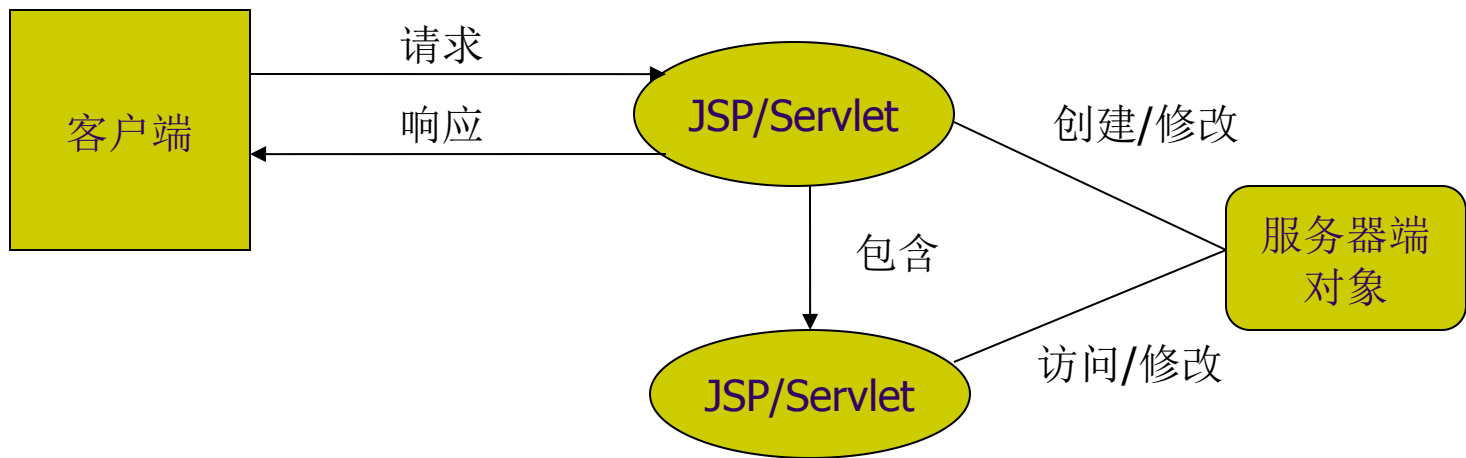 请求
客户端
JSP/Servlet
响应
创建/修改
包含
服务器端
对象
访问/修改
JSP/Servlet